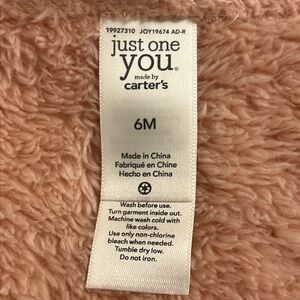 19927310 JOY19674 AD-R
just one
you®
made by
carter's
6M
Made in China
Fabriqué en Chine
Hecho en China
Wash before use.
Turn garment inside out.
Machine wash cold with
like colors.
Use only non-chlorine
bleach when needed.
Tumble dry low.
Do not iron.